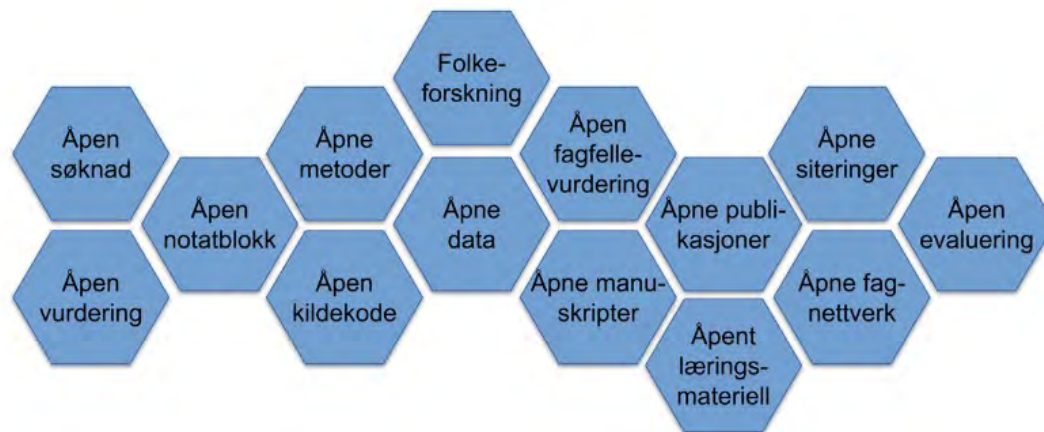 Folke-
forskning
Åpen
søknad
Åpne
metoder
Åpen
fagfelle-
vurdering
Åpne
siteringer
Åpen
notatblokk
Åpne
data
Åpne publi-
kasjoner
Åpen
evaluering
Åpen
vurdering
Åpen
kildekode
Åpne manu-
skripter
Åpne fag-
nettverk
Åpent
lærings-
materiell